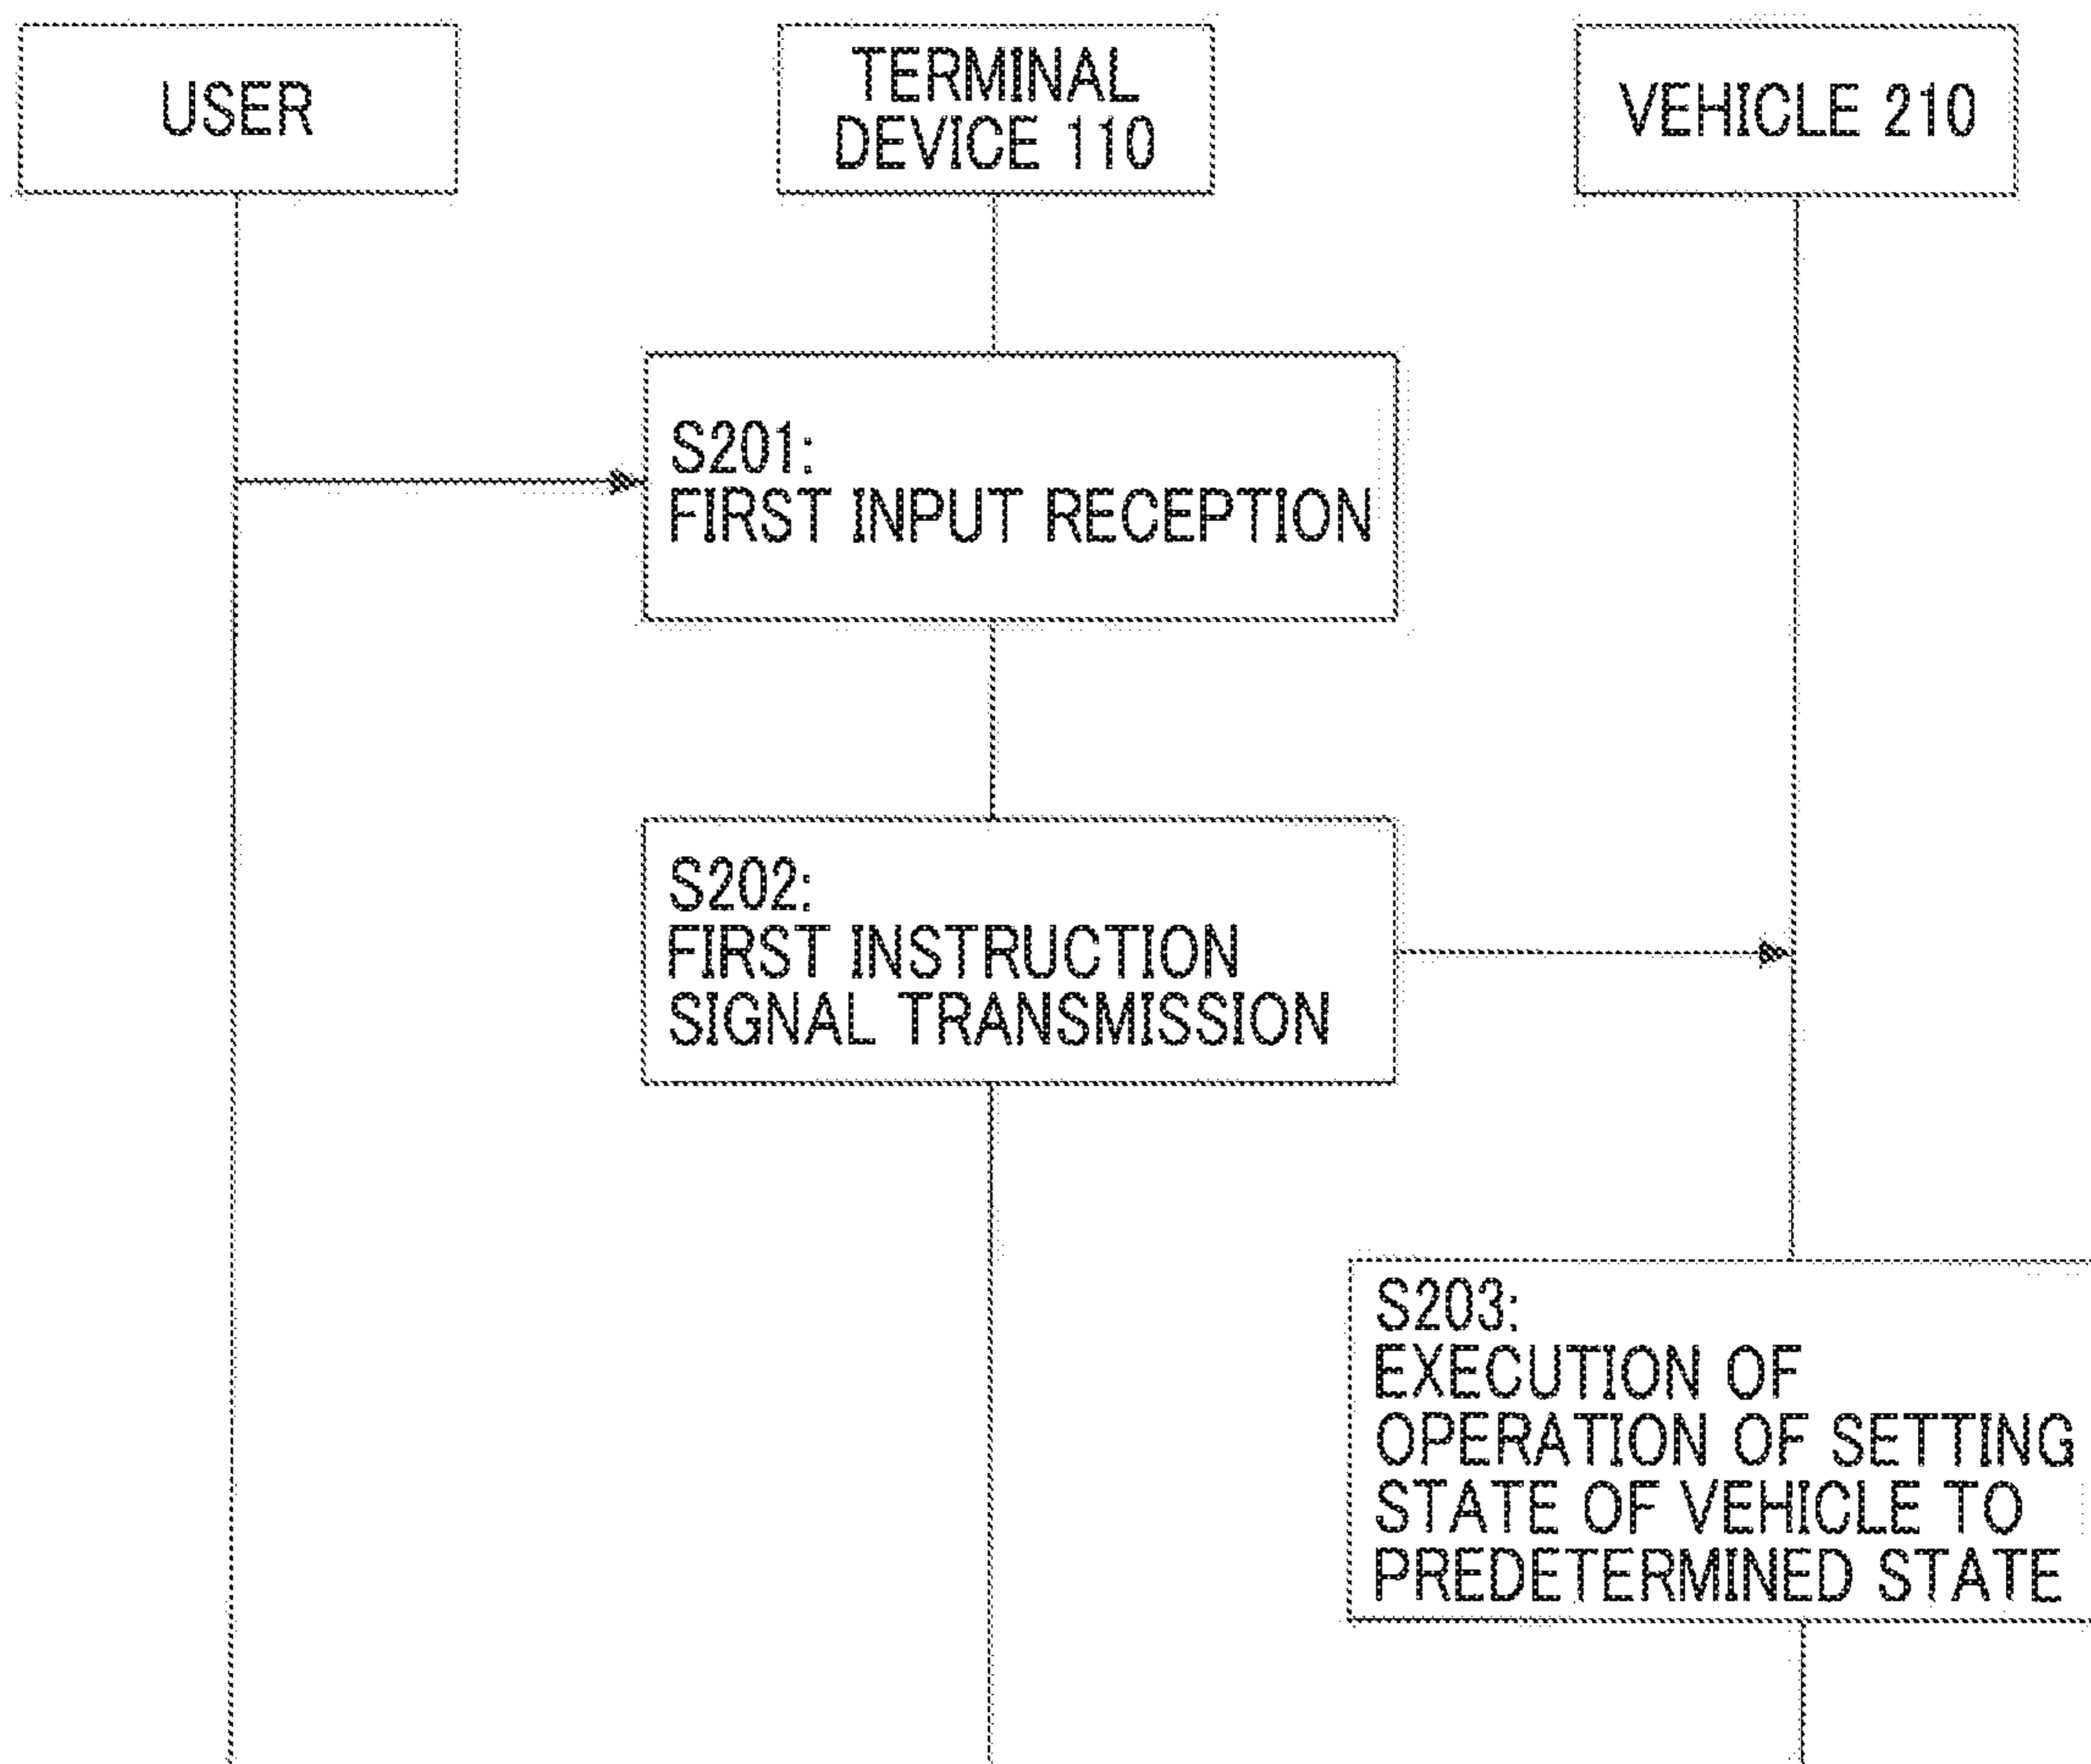 USER
TERMINAL
DEVICE 110
VEHICLE 210
S201:
FIRST INPUT RECEPTION
S202:
FIRST INSTRUCTION
SIGNAL TRANSMISSION
S203:
EXECUTION OF
OPERATION OF SETTING
STATE OF VEHICLE TO
PREDETERMINED STATE